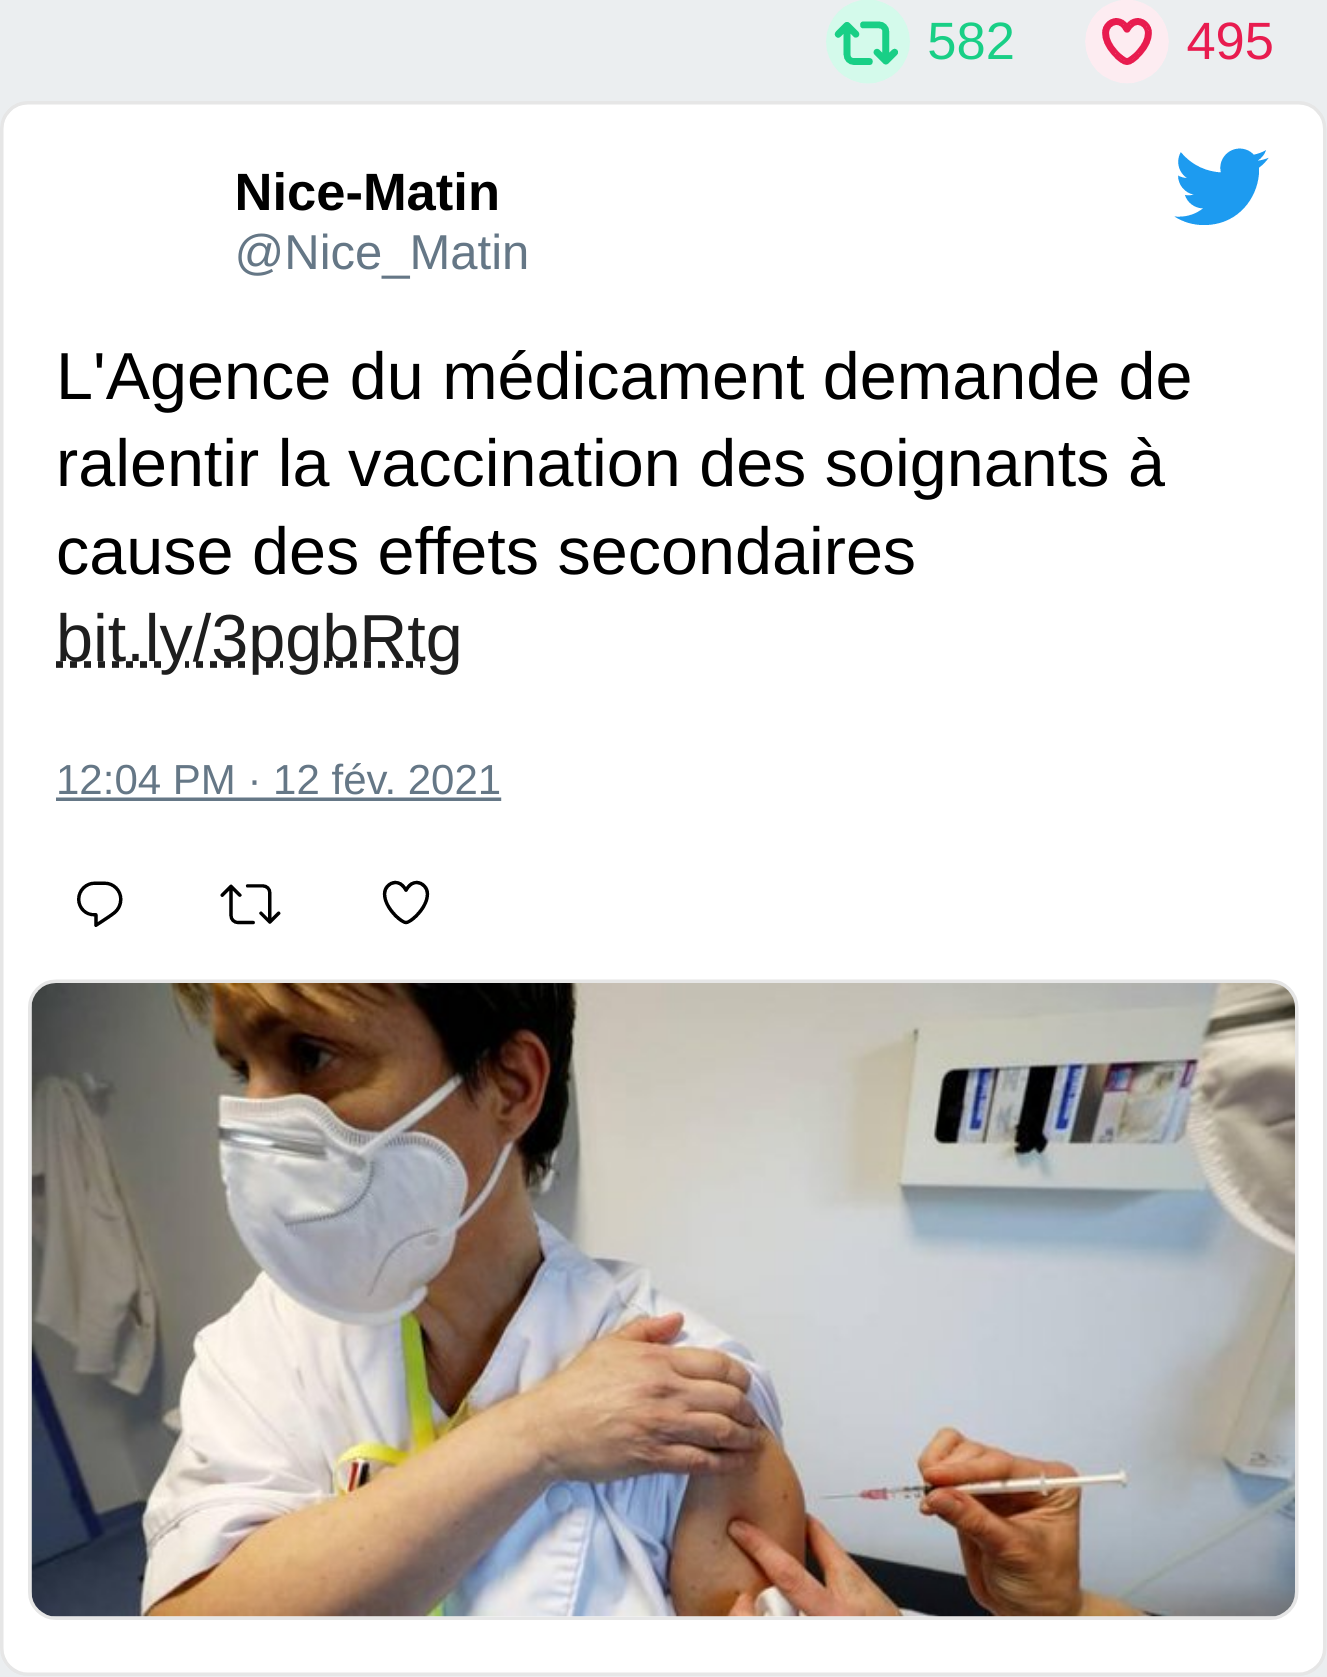 582 495
Nice-Matin
@Nice_Matin
L'Agence du médicament demande de
ralentir la vaccination des soignants à
cause des effets secondaires
bit.ly/3pgbRtg
12:04 PM · 12 fév. 2021